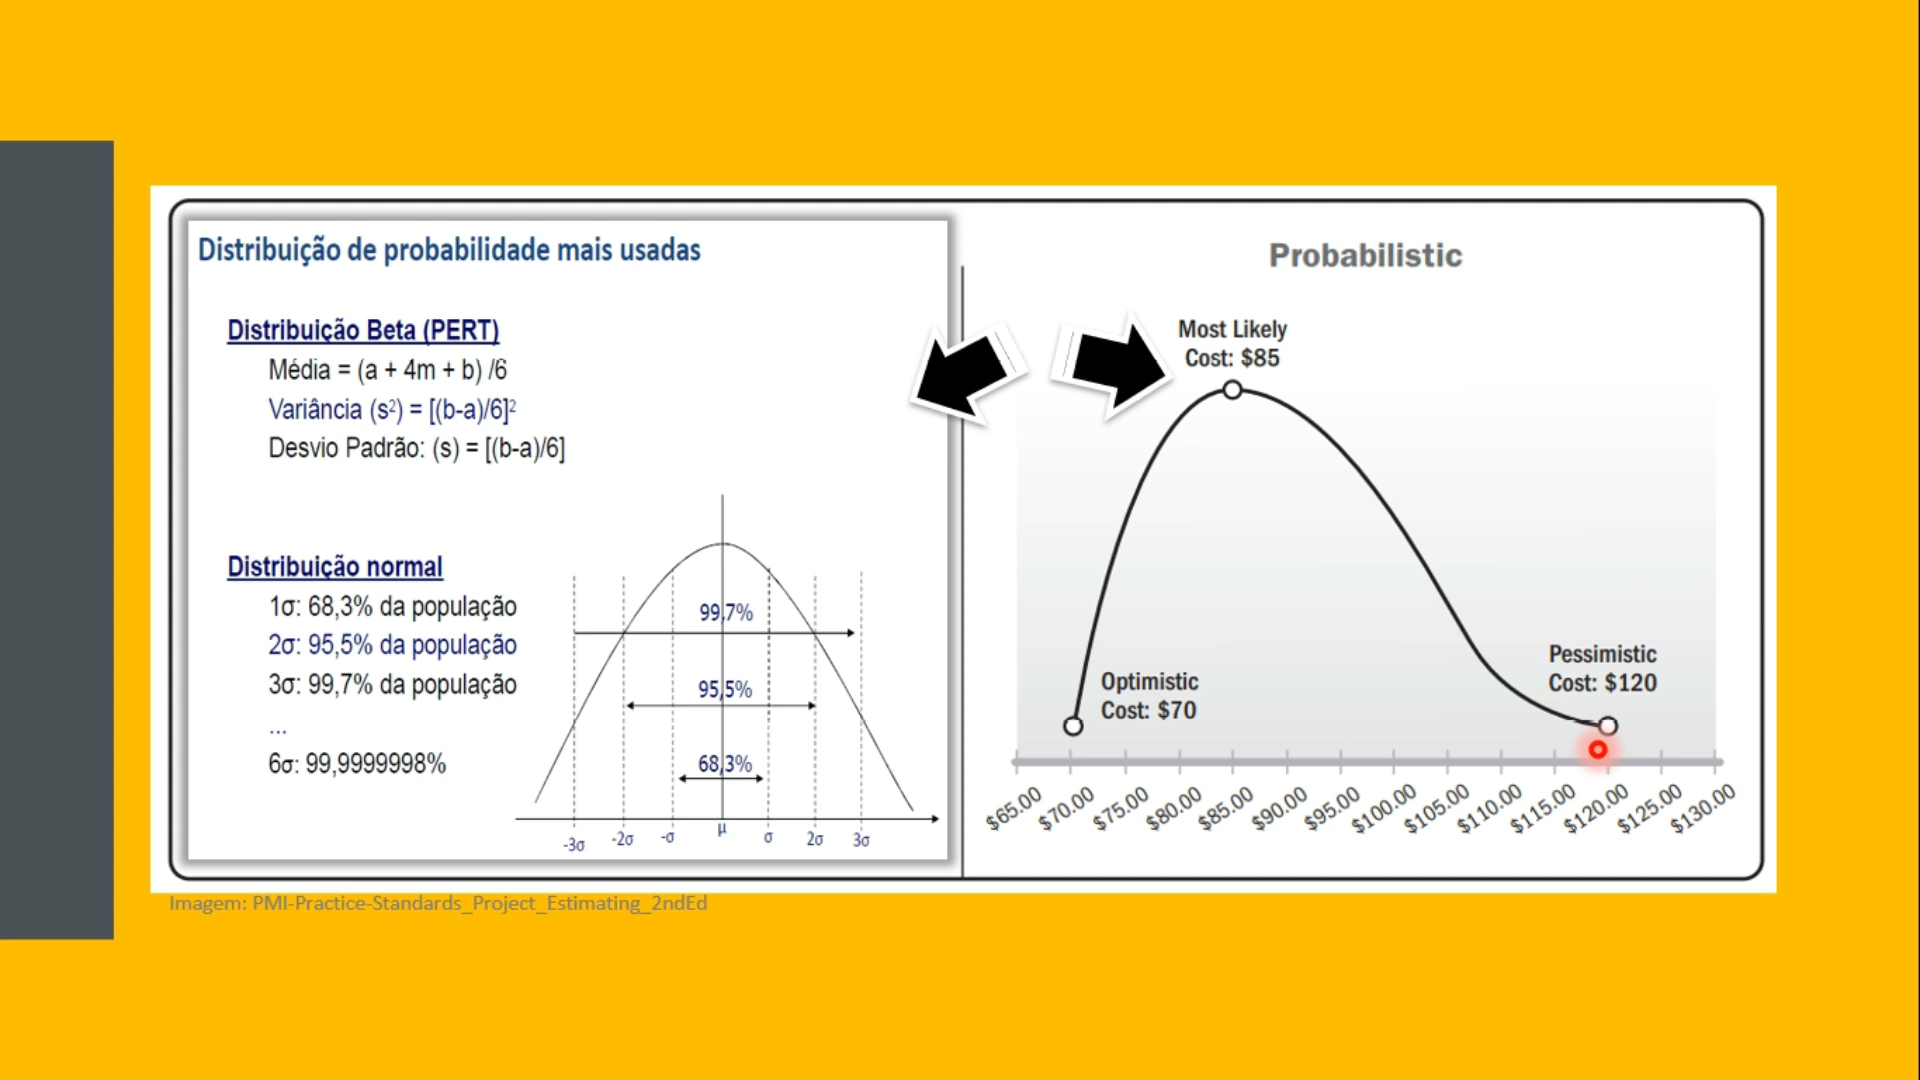 Distribuição de probabilidade mais usadas
Distribuição Beta (PERT)
Média = (a + 4m + b) /6
Variância (s²) = [(b-a)/6]²
Desvio Padrão: (s) = [(b-a)/6]
Distribuição normal
1σ: 68,3% da população
2σ: 95,5% da população
3σ: 99,7% da população
...
6σ: 99,9999998%
99,7%
95,5%
68,3%
-3σ -2σ -σ µ σ 2σ 3σ
Probabilistic
Most Likely
Cost: $85
Optimistic
Cost: $70
Pessimistic
Cost: $120
$65.00 $70.00 $75.00 $80.00 $85.00 $90.00 $95.00 $100.00 $105.00 $110.00 $115.00 $120.00 $125.00 $130.00
Imagem: PMI-Practice-Standards_Project_Estimating_2ndEd